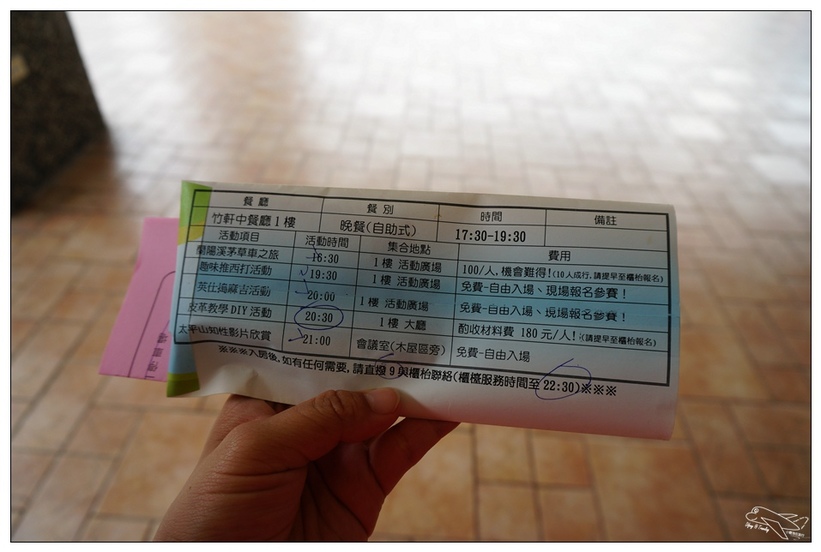 餐廳 餐別 時間 備註
竹軒中餐廳1樓 晚餐(自助式) 17:30-19:30
活動項目 活動時間 集合地點 費用
蘭陽溪茅草車之旅 16:30 1樓 活動廣場 100/人,機會難得!(10人成行,請提早至櫃枱報名)
趣味推西打活動 19:30 1樓 活動廣場 免費-自由入場、現場報名參賽!
英仕搗麻吉活動 20:00 1樓 活動廣場 免費-自由入場、現場報名參賽!
皮革教學DIY活動 20:30 1樓 大廳 酌收材料費 180元/人!(請提早至櫃枱報名)
太平山知性影片欣賞 21:00 會議室(木屋區旁) 免費-自由入場
※※※入房後,如有任何需要,請直撥9與櫃枱聯絡(櫃檯服務時間至22:30)※※※